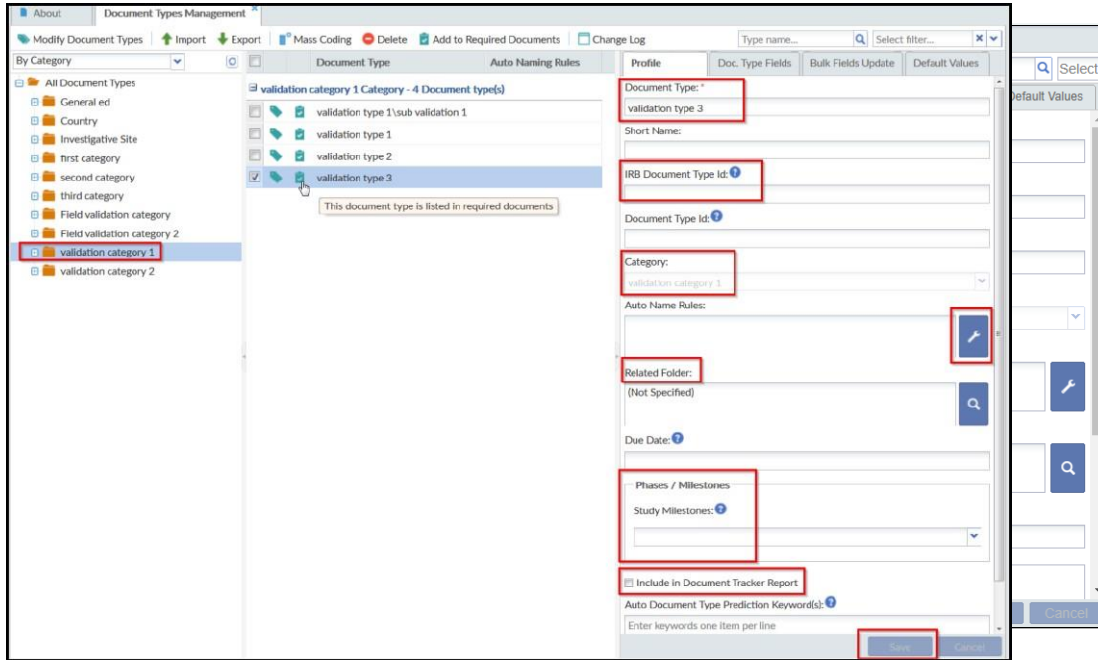 About
Document Types Management
Modify Document Types Import Export Mass Coding Delete Add to Required Documents Change Log Type name... Select filter...
By Category
All Document Types
General ed
Country
Investigative Site
first category
second category
third category
Field validation category
Field validation category 2
validation category 1
validation category 2
Document Type Auto Naming Rules
validation category 1 Category - 4 Document type(s)
validation type 1\sub validation 1
validation type 1
validation type 2
validation type 3
This document type is listed in required documents
Profile Doc. Type Fields Bulk Fields Update Default Values
Document Type: *
validation type 3
Short Name:
IRB Document Type Id:
Document Type Id:
Category:
validation category 1
Auto Name Rules:
Related Folder:
(Not Specified)
Due Date:
Phases / Milestones
Study Milestones:
Include in Document Tracker Report
Auto Document Type Prediction Keyword(s):
Enter keywords one item per line
Save Cancel
Select
Default Values
Cancel